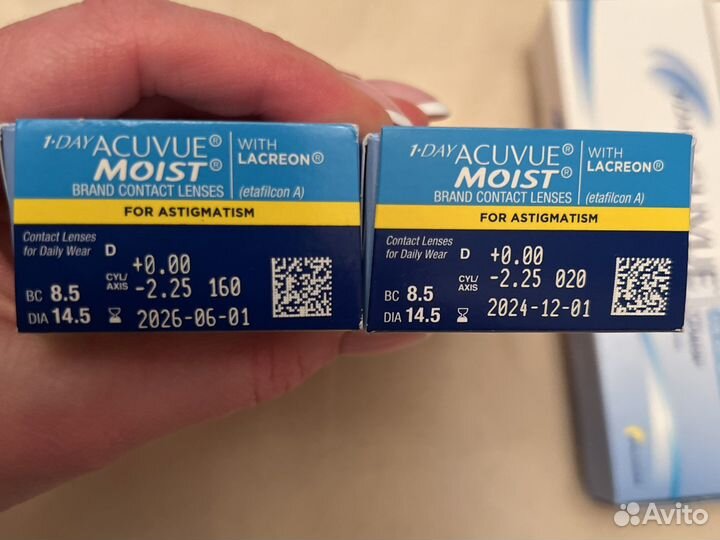 1·DAY ACUVUE® MOIST® WITH LACREON®
BRAND CONTACT LENSES (etafilcon A)
FOR ASTIGMATISM
Contact Lenses
for Daily Wear
D +0.00
CYL/AXIS -2.25 160
BC 8.5
DIA 14.5 2026-06-01
1·DAY ACUVUE® MOIST® WITH LACREON®
BRAND CONTACT LENSES (etafilcon A)
FOR ASTIGMATISM
Contact Lenses
for Daily Wear
D +0.00
CYL/AXIS -2.25 020
BC 8.5
DIA 14.5 2024-12-01
Avito